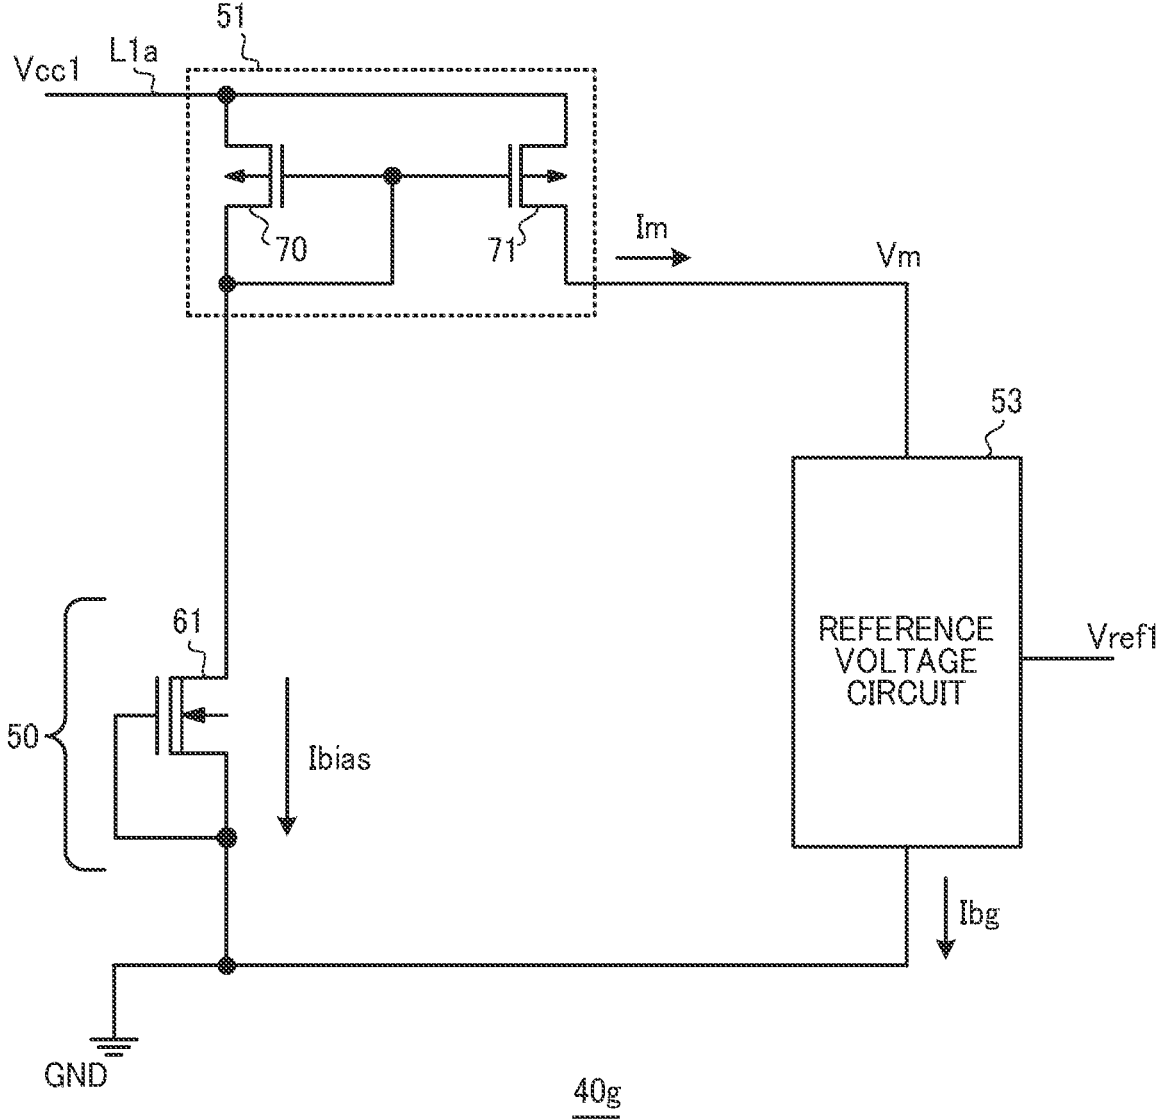 51
L1a
Vcc1
70
71
Im
Vm
53
61
REFERENCE
VOLTAGE
CIRCUIT
Vref1
50
Ibias
Ibg
GND
40g